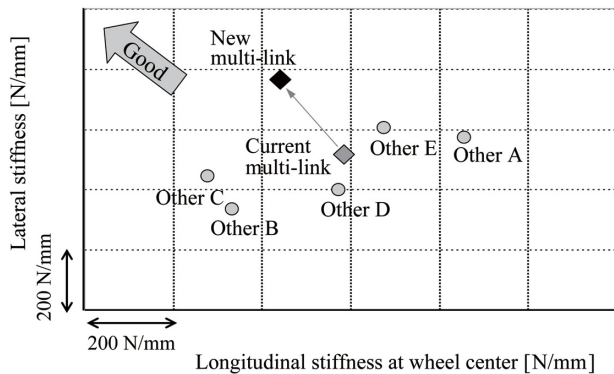 Good
New
multi-link
Current
multi-link
Other E
Other A
Other C
Other B
Other D
Lateral stiffness [N/mm]
200 N/mm
200 N/mm
Longitudinal stiffness at wheel center [N/mm]